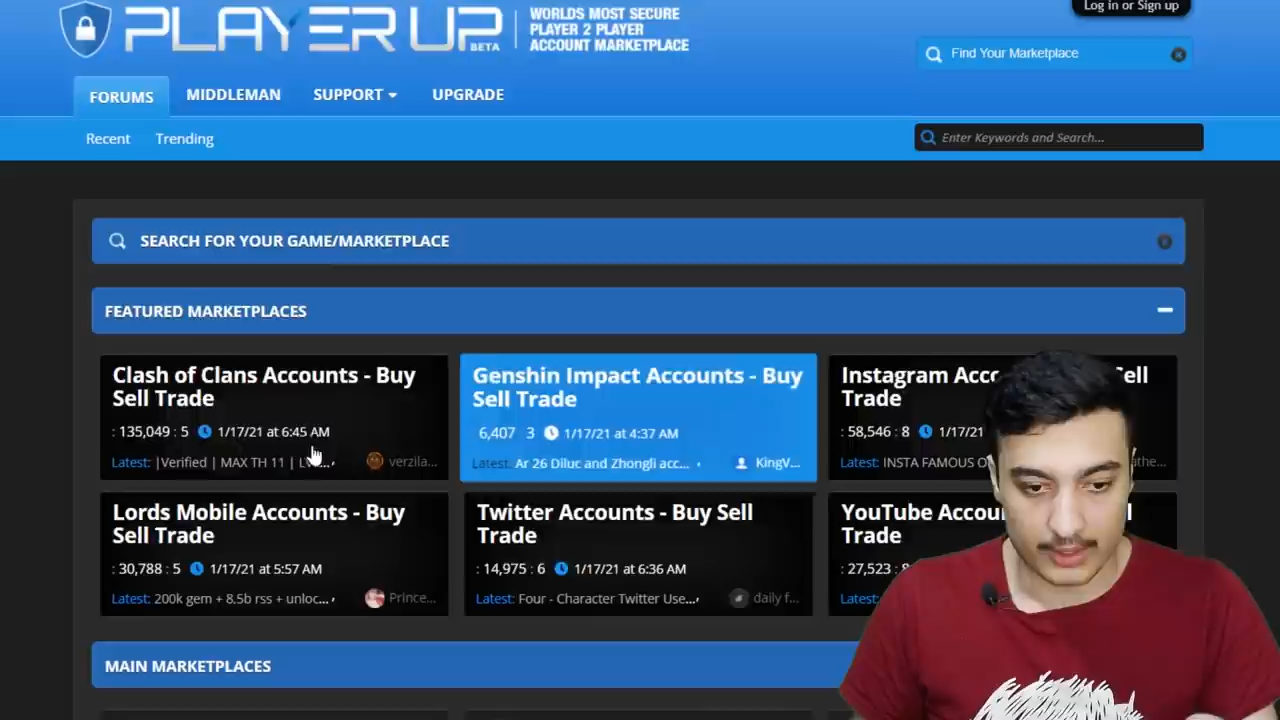 PLAYERUP BETA
WORLDS MOST SECURE
PLAYER 2 PLAYER
ACCOUNT MARKETPLACE
Log in or Sign up
Find Your Marketplace
FORUMS MIDDLEMAN SUPPORT UPGRADE
Recent Trending
Enter Keywords and Search...
SEARCH FOR YOUR GAME/MARKETPLACE
FEATURED MARKETPLACES
Clash of Clans Accounts - Buy
Sell Trade
: 135,049 : 5 1/17/21 at 6:45 AM
Latest: |Verified | MAX TH 11 | verzila...
Genshin Impact Accounts - Buy
Sell Trade
6,407 3 1/17/21 at 4:37 AM
Latest: Ar 26 Diluc and Zhongli acc... KingV...
Instagram Sell
Trade
: 58,546 : 8 1/17/21
Latest: INSTA FAMOUS
Lords Mobile Accounts - Buy
Sell Trade
: 30,788 : 5 1/17/21 at 5:57 AM
Latest: 200k gem + 8.5b rss + unloc... Prince...
Twitter Accounts - Buy Sell
Trade
: 14,975 : 6 1/17/21 at 6:36 AM
Latest: Four - Character Twitter Use... daily f...
YouTube
Trade
: 27,523 :
Latest:
MAIN MARKETPLACES